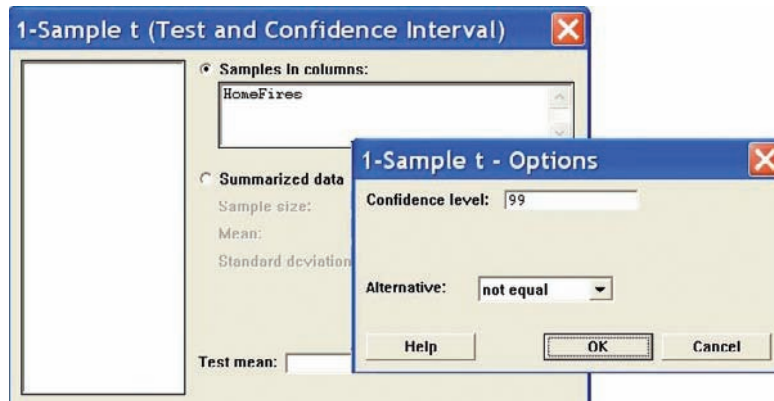 1-Sample t (Test and Confidence Interval)
Samples in columns:
HomeFires
Summarized data
Sample size:
Mean:
Standard deviation
Test mean:
1-Sample t - Options
Confidence level: 99
Alternative: not equal
Help OK Cancel